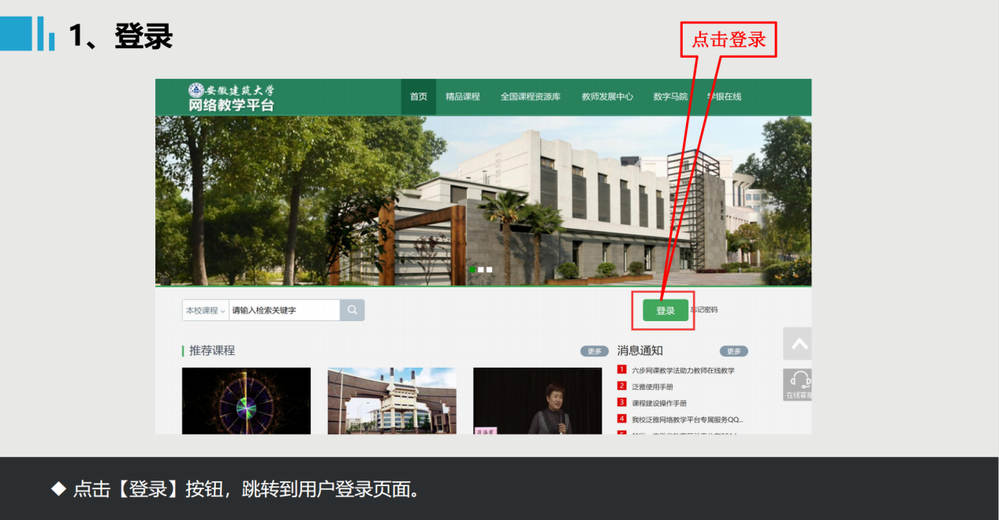 1、登录
点击登录
安徽建筑大学
网络教学平台
首页 精品课程 全国课程资源库 教师发展中心 数字马院 学银在线
本校课程 请输入检索关键字
登录 忘记密码
推荐课程 更多
消息通知 更多
1 六步网课教学法助力教师在线教学
2 泛雅使用手册
3 课程建设操作手册
4 我校泛雅网络教学平台专属服务QQ...
在线客服
◆ 点击【登录】按钮，跳转到用户登录页面。